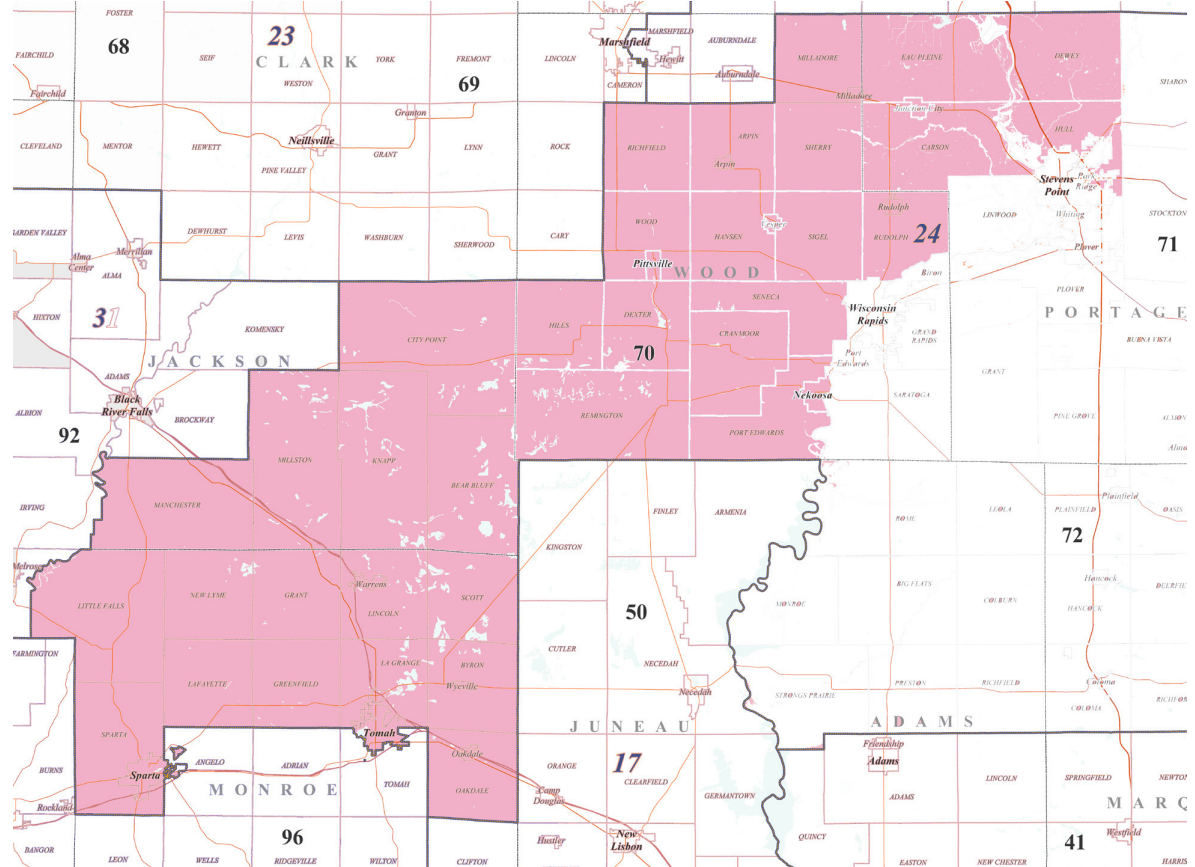 FOSTER
68
23
FAIRCHILD
SEIF
CLARK
YORK
FREMONT
LINCOLN
Marshfield
MARSHFIELD
Hewitt
AUBURNDALE
MILLADORE
EAU PLEINE
DEWEY
WESTON
69
CAMERON
Auburndale
SHARON
Fairchild
Milladore
Junction City
Granton
CLEVELAND
MENTOR
HEWETT
Neillsville
GRANT
LYNN
ROCK
RICHFIELD
ARPIN
SHERRY
CARSON
HULL
PINE VALLEY
Arpin
Stevens
Point
Park
Ridge
GARDEN VALLEY
DEWHURST
LEVIS
WASHBURN
SHERWOOD
CARY
WOOD
HANSEN
Vesper
SIGEL
Rudolph
RUDOLPH
24
LINWOOD
Whiting
STOCKTON
71
Merrillan
Alma
Center
ALMA
Pittsville
WOOD
Biron
Plover
31
HIXTON
KOMENSKY
SENECA
Wisconsin
Rapids
PLOVER
PORTAGE
CITY POINT
HILES
DEXTER
CRANMOOR
GRAND
RAPIDS
BUENA VISTA
JACKSON
70
Port
Edwards
ADAMS
GRANT
Black
River Falls
ALBION
BROCKWAY
REMINGTON
Nekoosa
SARATOGA
PINE GROVE
92
PORT EDWARDS
MILLSTON
KNAPP
BEAR BLUFF
IRVING
MANCHESTER
FINLEY
ARMENIA
ROME
LEOLA
PLAINFIELD
Plainfield
OASIS
KINGSTON
72
Melrose
Warrens
LITTLE FALLS
NEW LYME
GRANT
LINCOLN
SCOTT
50
MONROE
BIG FLATS
COLBURN
Hancock
HANCOCK
FARMINGTON
CUTLER
NECEDAH
LA GRANGE
BYRON
LAFAYETTE
GREENFIELD
Wyeville
Necedah
STRONGS PRAIRIE
PRESTON
RICHFIELD
Coloma
COLOMA
SPARTA
Tomah
JUNEAU
ADAMS
Friendship
Adams
Oakdale
BURNS
Sparta
ANGELO
ADRIAN
TOMAH
ORANGE
17
CLEARFIELD
LINCOLN
SPRINGFIELD
NEWTON
MONROE
OAKDALE
Camp
Douglas
GERMANTOWN
ADAMS
Rockland
96
Hustler
New
Lisbon
QUINCY
41
Westfield
BANGOR
LEON
WELLS
RIDGEVILLE
WILTON
CLIFTON
EASTON
NEW CHESTER